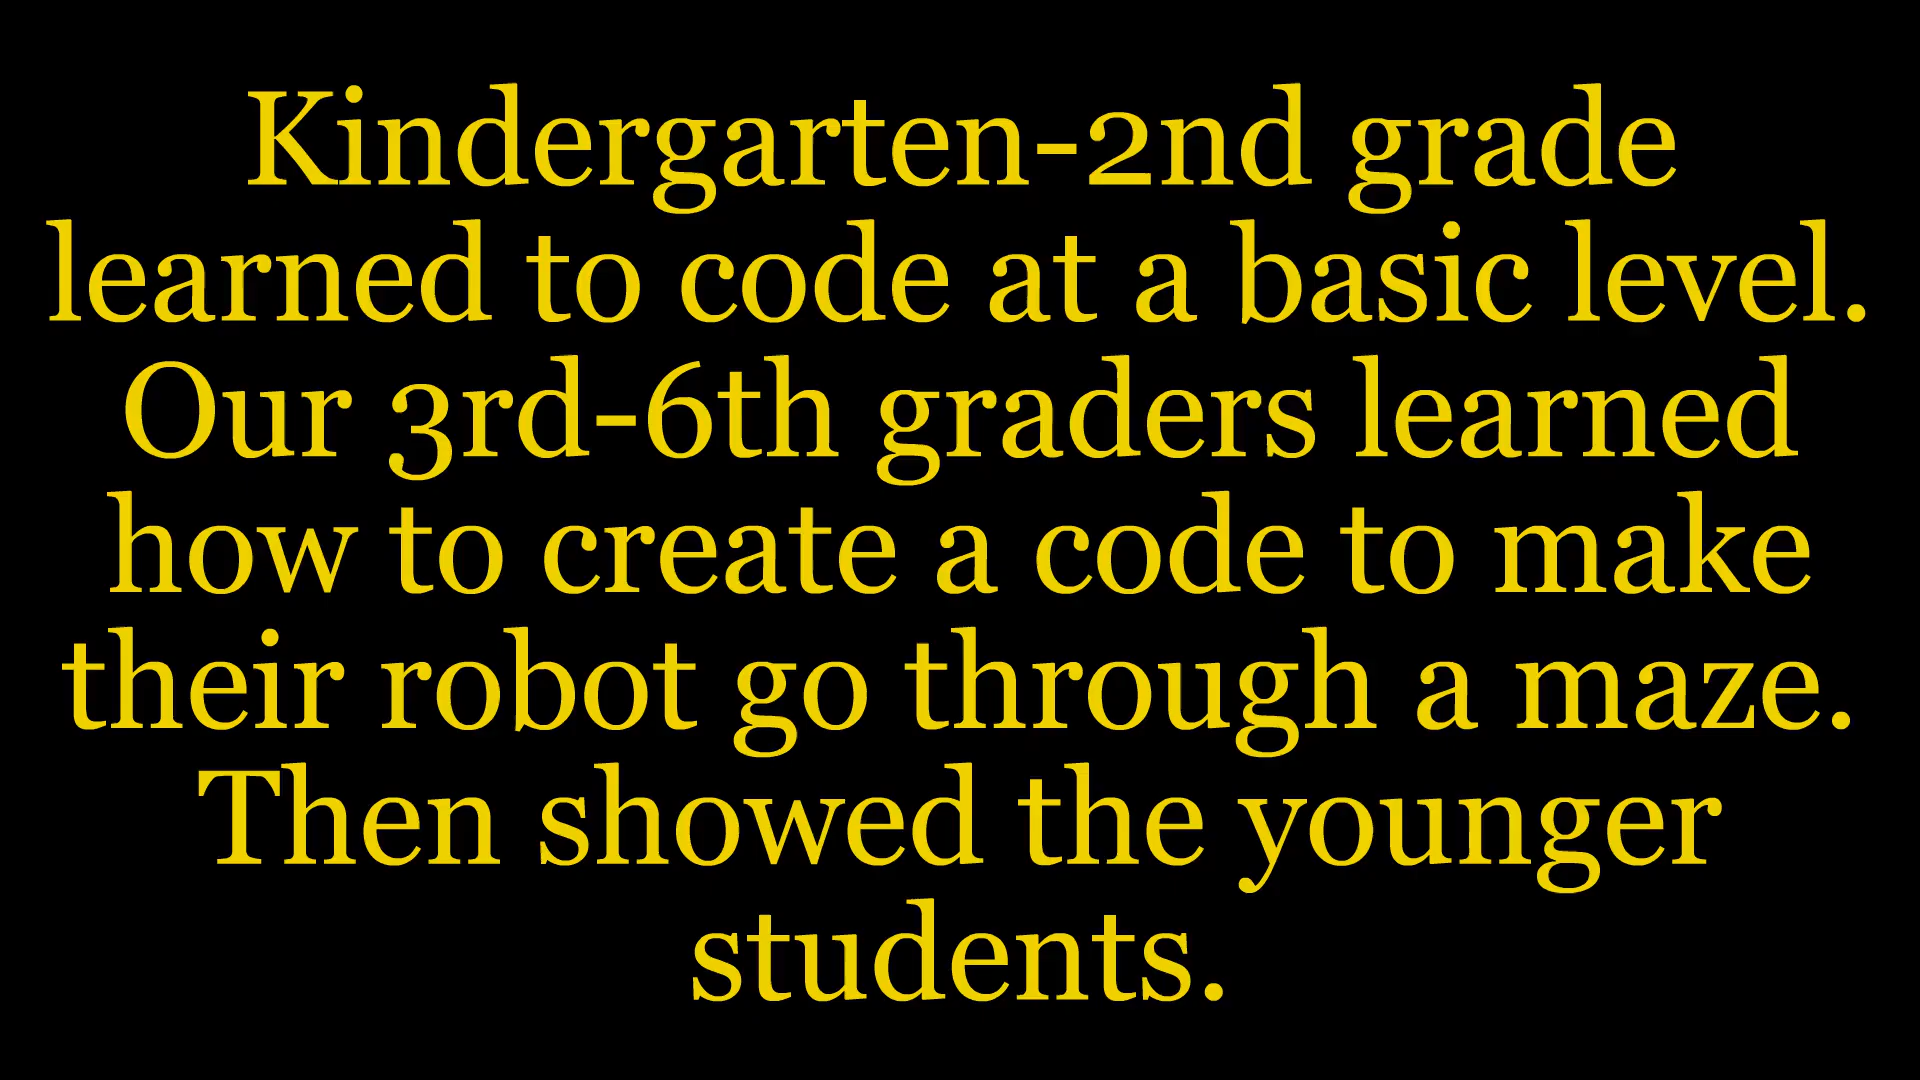 Kindergarten-2nd grade
learned to code at a basic level.
Our 3rd-6th graders learned
how to create a code to make
their robot go through a maze.
Then showed the younger
students.